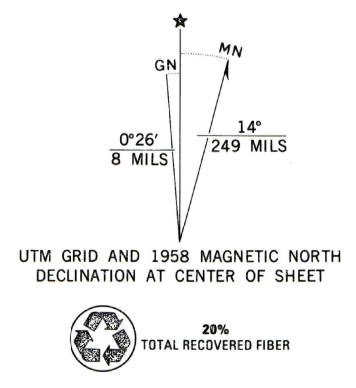 MN
GN
0°26′
8 MILS
14°
249 MILS
UTM GRID AND 1958 MAGNETIC NORTH
DECLINATION AT CENTER OF SHEET
20%
TOTAL RECOVERED FIBER